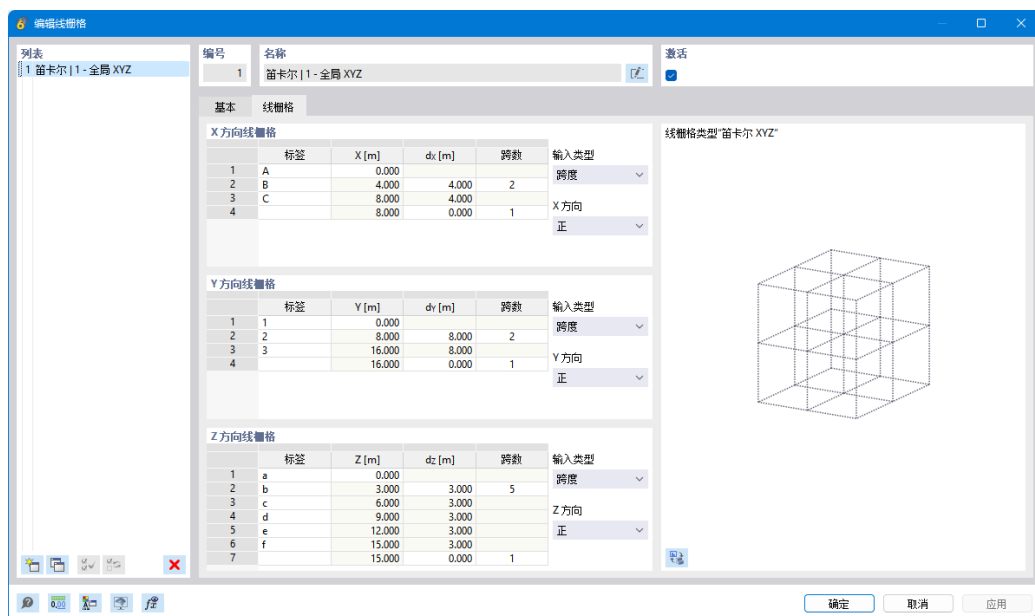 编辑线栅格
列表
1 笛卡尔 | 1 - 全局 XYZ
编号
1
名称
笛卡尔 | 1 - 全局 XYZ
激活
基本 线栅格
X 方向线栅格
标签 X [m] dx [m] 跨数
1 A 0.000
2 B 4.000 4.000 2
3 C 8.000 4.000
4 8.000 0.000 1
输入类型
跨度
X 方向
正
Y 方向线栅格
标签 Y [m] dY [m] 跨数
1 1 0.000
2 2 8.000 8.000 2
3 3 16.000 8.000
4 16.000 0.000 1
输入类型
跨度
Y 方向
正
Z 方向线栅格
标签 Z [m] dz [m] 跨数
1 a 0.000
2 b 3.000 3.000 5
3 c 6.000 3.000
4 d 9.000 3.000
5 e 12.000 3.000
6 f 15.000 3.000
7 15.000 0.000 1
输入类型
跨度
Z 方向
正
线栅格类型"笛卡尔 XYZ"
0,00
确定 取消 应用